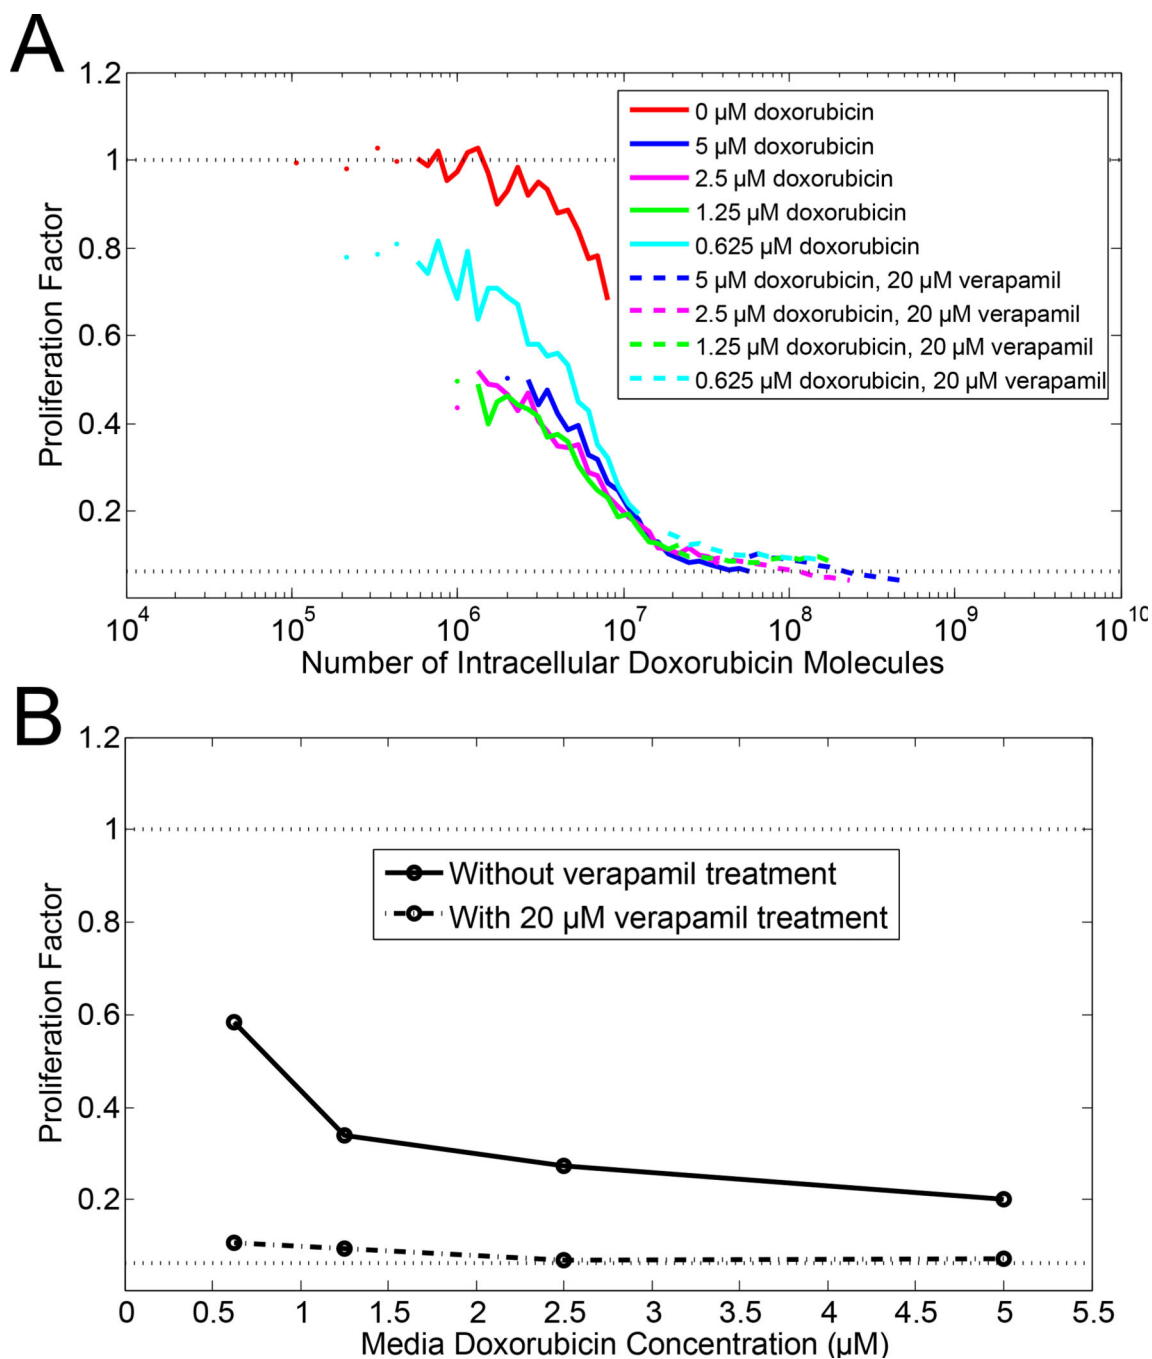 A
1.2
1
0.8
0.6
0.4
0.2
Proliferation Factor
0 µM doxorubicin
5 µM doxorubicin
2.5 µM doxorubicin
1.25 µM doxorubicin
0.625 µM doxorubicin
5 µM doxorubicin, 20 µM verapamil
2.5 µM doxorubicin, 20 µM verapamil
1.25 µM doxorubicin, 20 µM verapamil
0.625 µM doxorubicin, 20 µM verapamil
10^4 10^5 10^6 10^7 10^8 10^9 10^10
Number of Intracellular Doxorubicin Molecules
B
1.2
1
0.8
0.6
0.4
0.2
Proliferation Factor
Without verapamil treatment
With 20 µM verapamil treatment
0 0.5 1 1.5 2 2.5 3 3.5 4 4.5 5 5.5
Media Doxorubicin Concentration (µM)